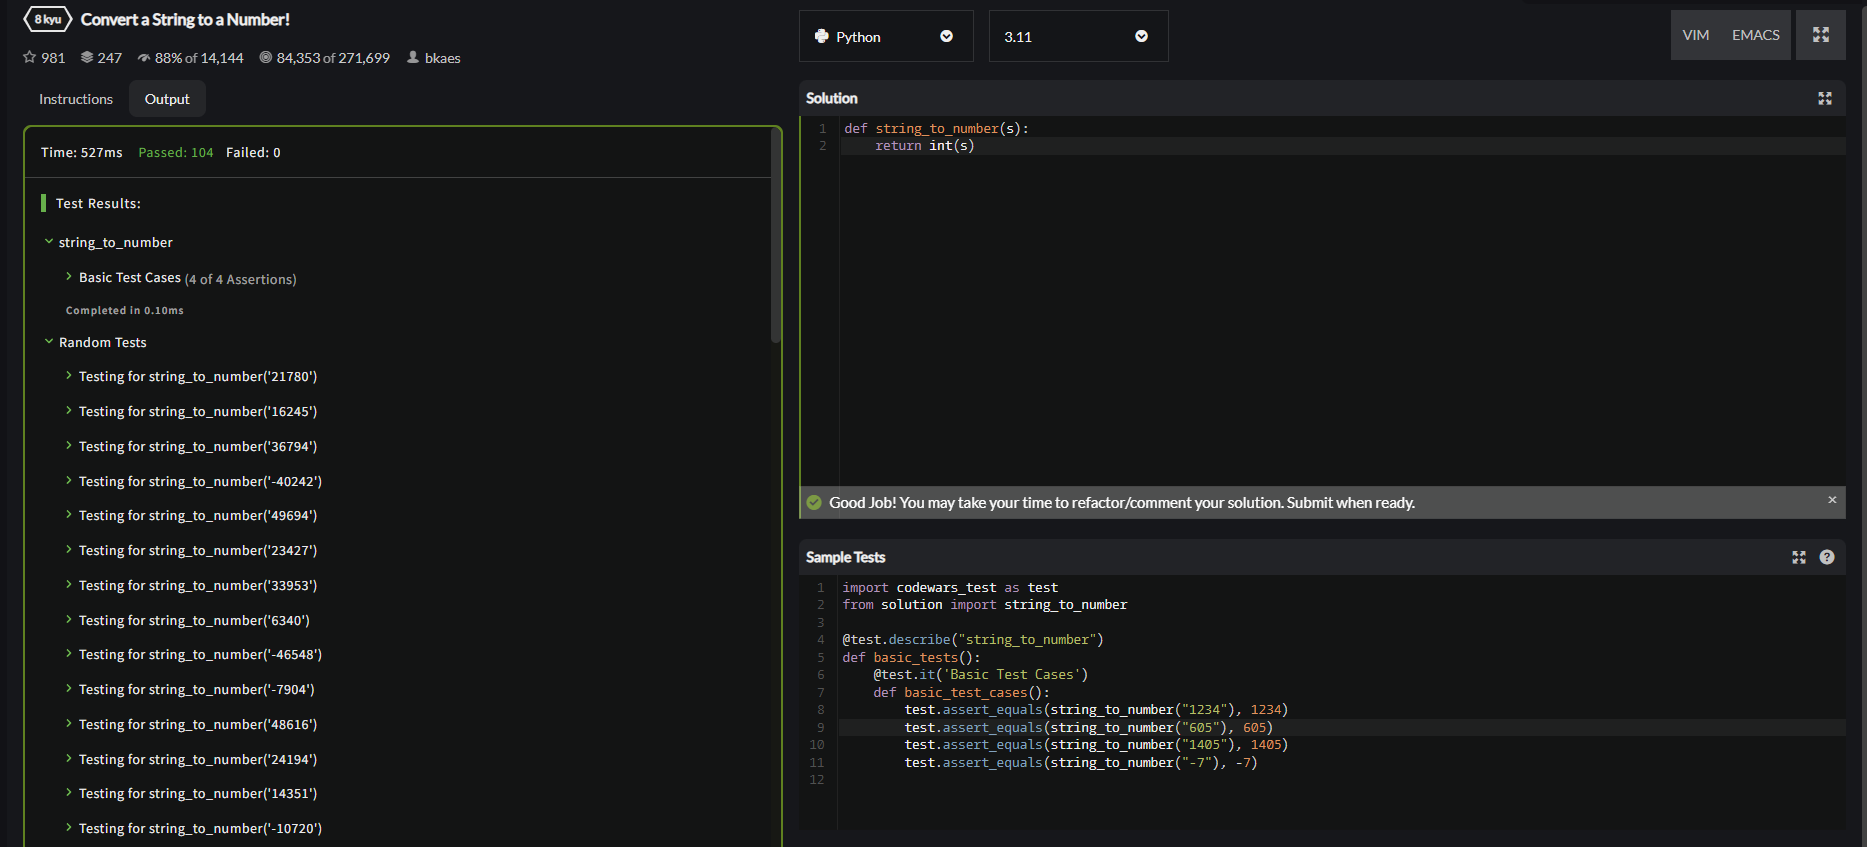 8 kyu Convert a String to a Number!
981 247 88% of 14,144 84,353 of 271,699 bkaes
Instructions Output
Time: 527ms Passed: 104 Failed: 0
Test Results:
string_to_number
Basic Test Cases (4 of 4 Assertions)
Completed in 0.10ms
Random Tests
Testing for string_to_number('21780')
Testing for string_to_number('16245')
Testing for string_to_number('36794')
Testing for string_to_number('-40242')
Testing for string_to_number('49694')
Testing for string_to_number('23427')
Testing for string_to_number('33953')
Testing for string_to_number('6340')
Testing for string_to_number('-46548')
Testing for string_to_number('-7904')
Testing for string_to_number('48616')
Testing for string_to_number('24194')
Testing for string_to_number('14351')
Testing for string_to_number('-10720')
Python 3.11 VIM EMACS
Solution
1 def string_to_number(s):
2     return int(s)
Good Job! You may take your time to refactor/comment your solution. Submit when ready. ×
Sample Tests ?
1 import codewars_test as test
2 from solution import string_to_number
3
4 @test.describe("string_to_number")
5 def basic_tests():
6     @test.it('Basic Test Cases')
7     def basic_test_cases():
8         test.assert_equals(string_to_number("1234"), 1234)
9         test.assert_equals(string_to_number("605"), 605)
10         test.assert_equals(string_to_number("1405"), 1405)
11         test.assert_equals(string_to_number("-7"), -7)
12